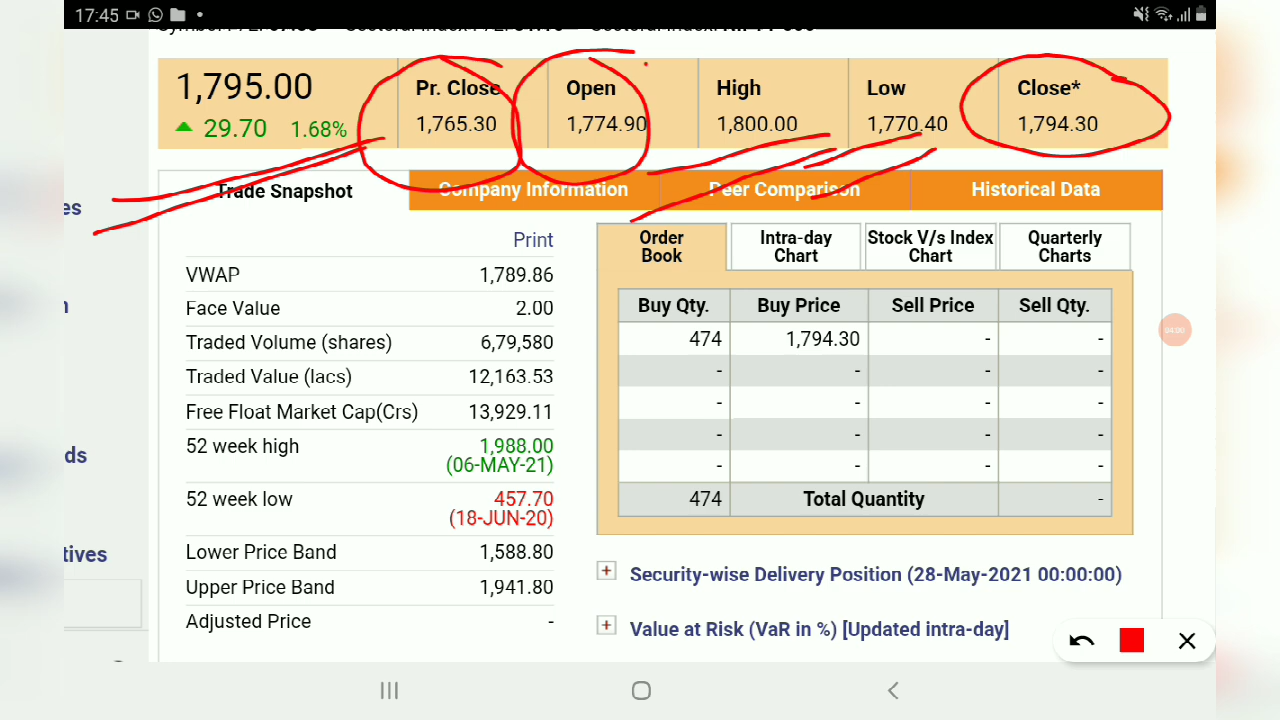 17:45
1,795.00
29.70 1.68%
Pr. Close Open High Low Close*
1,765.30 1,774.90 1,800.00 1,770.40 1,794.30
Trade Snapshot Company Information Peer Comparison Historical Data
es
Print
VWAP 1,789.86
Face Value 2.00
Traded Volume (shares) 6,79,580
Traded Value (lacs) 12,163.53
Free Float Market Cap(Crs) 13,929.11
52 week high 1,988.00
(06-MAY-21)
52 week low 457.70
(18-JUN-20)
Lower Price Band 1,588.80
Upper Price Band 1,941.80
Adjusted Price -
ds
tives
Order Book Intra-day Chart Stock V/s Index Chart Quarterly Charts
Buy Qty. Buy Price Sell Price Sell Qty.
474 1,794.30 - -
- - - -
- - - -
- - - -
- - - -
474 Total Quantity -
Security-wise Delivery Position (28-May-2021 00:00:00)
Value at Risk (VaR in %) [Updated intra-day]
04:00